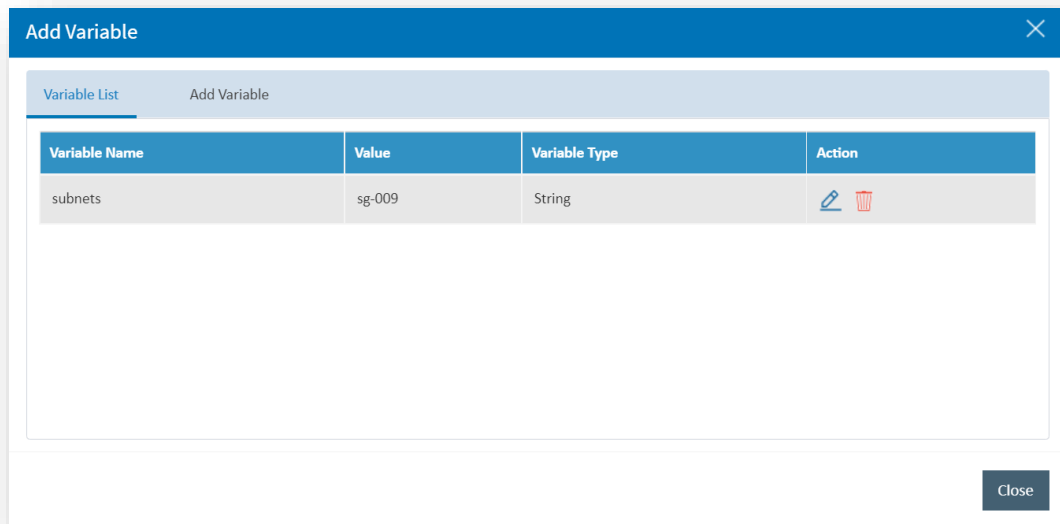 Add Variable
Variable List Add Variable
Variable Name Value Variable Type Action
subnets sg-009 String
Close